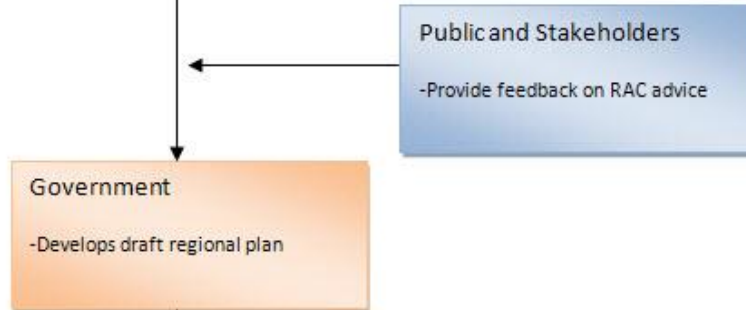 Public and Stakeholders
-Provide feedback on RAC advice
Government
-Develops draft regional plan